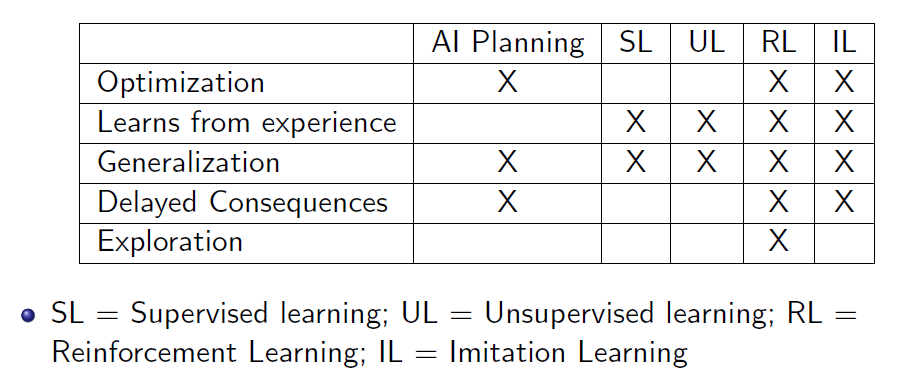 AI Planning SL UL RL IL
Optimization X X X
Learns from experience X X X X
Generalization X X X X X
Delayed Consequences X X X
Exploration X
SL = Supervised learning; UL = Unsupervised learning; RL =
Reinforcement Learning; IL = Imitation Learning